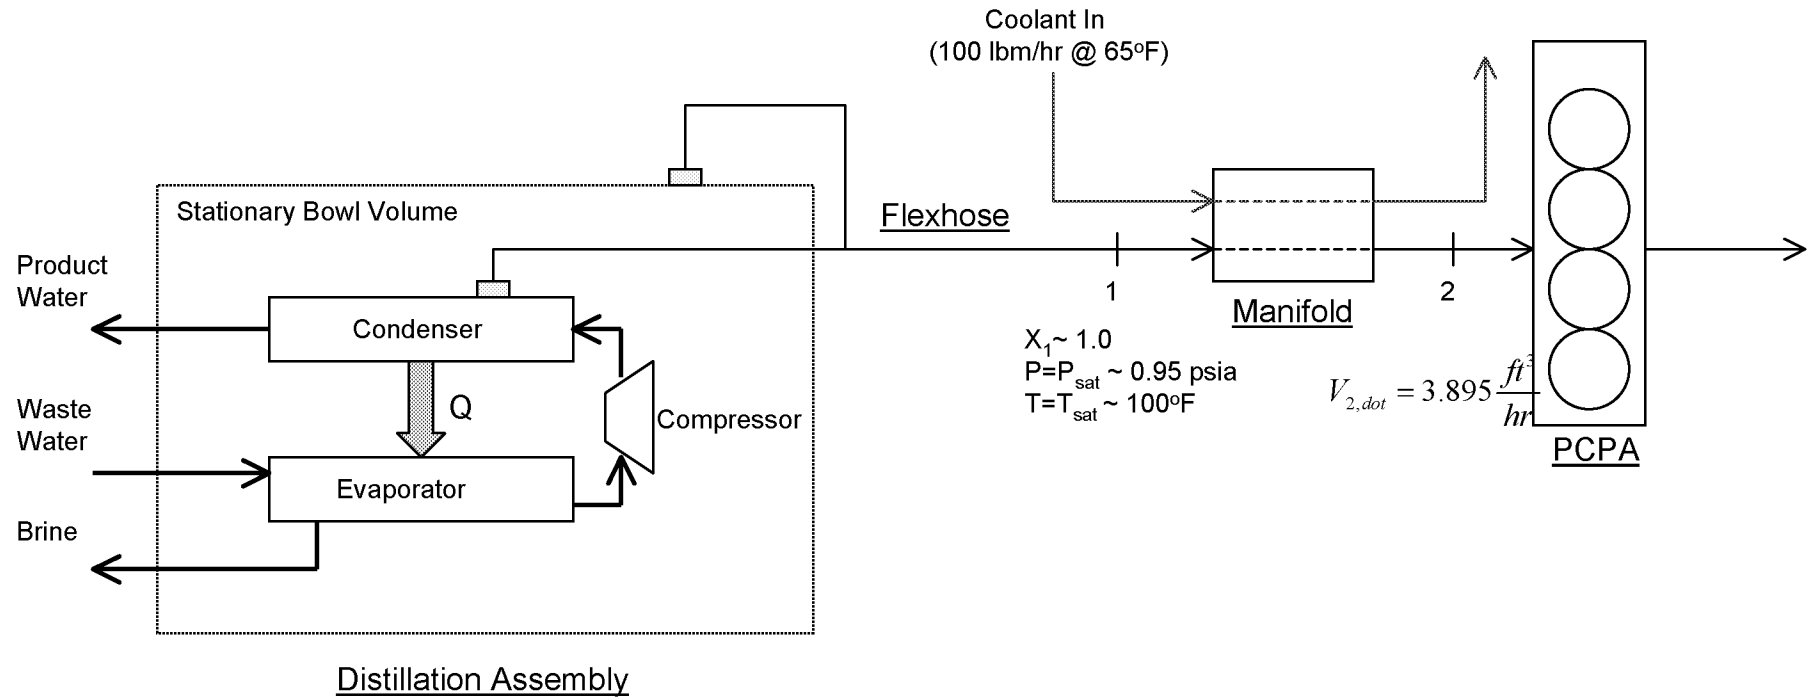 Coolant In
(100 lbm/hr @ 65°F)
Stationary Bowl Volume
Flexhose
Product
Water
Condenser
1
2
Manifold
X₁~ 1.0
P=Pₛₐₜ ~ 0.95 psia
T=Tₛₐₜ ~ 100°F
V₂,dot = 3.895 ft³/hr
Waste
Water
Q
Compressor
PCPA
Evaporator
Brine
Distillation Assembly